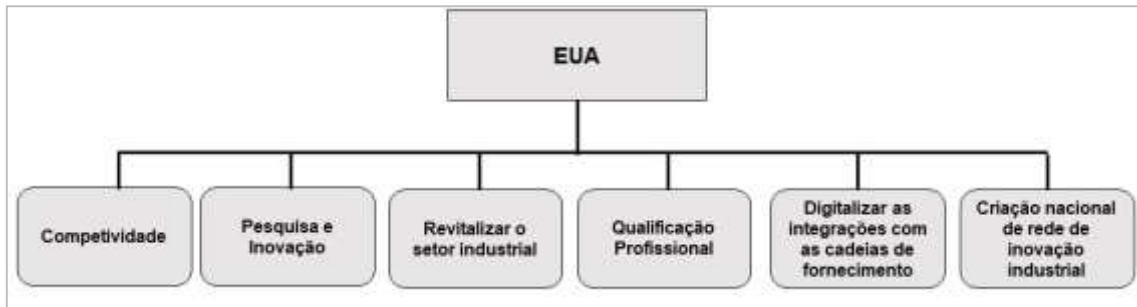 EUA
Competividade
Pesquisa e
Inovação
Revitalizar o
setor industrial
Qualificação
Profissional
Digitalizar as
integrações com
as cadeias de
fornecimento
Criação nacional
de rede de
inovação
industrial